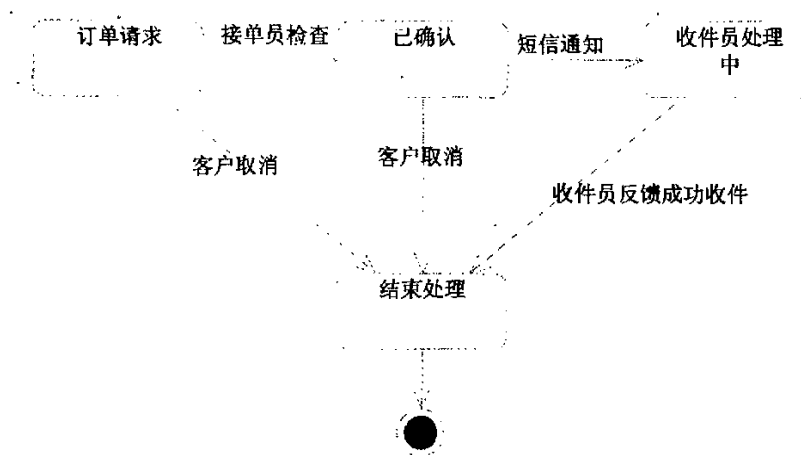 订单请求
接单员检查
已确认
短信通知
收件员处理
中
客户取消
客户取消
收件员反馈成功收件
结束处理